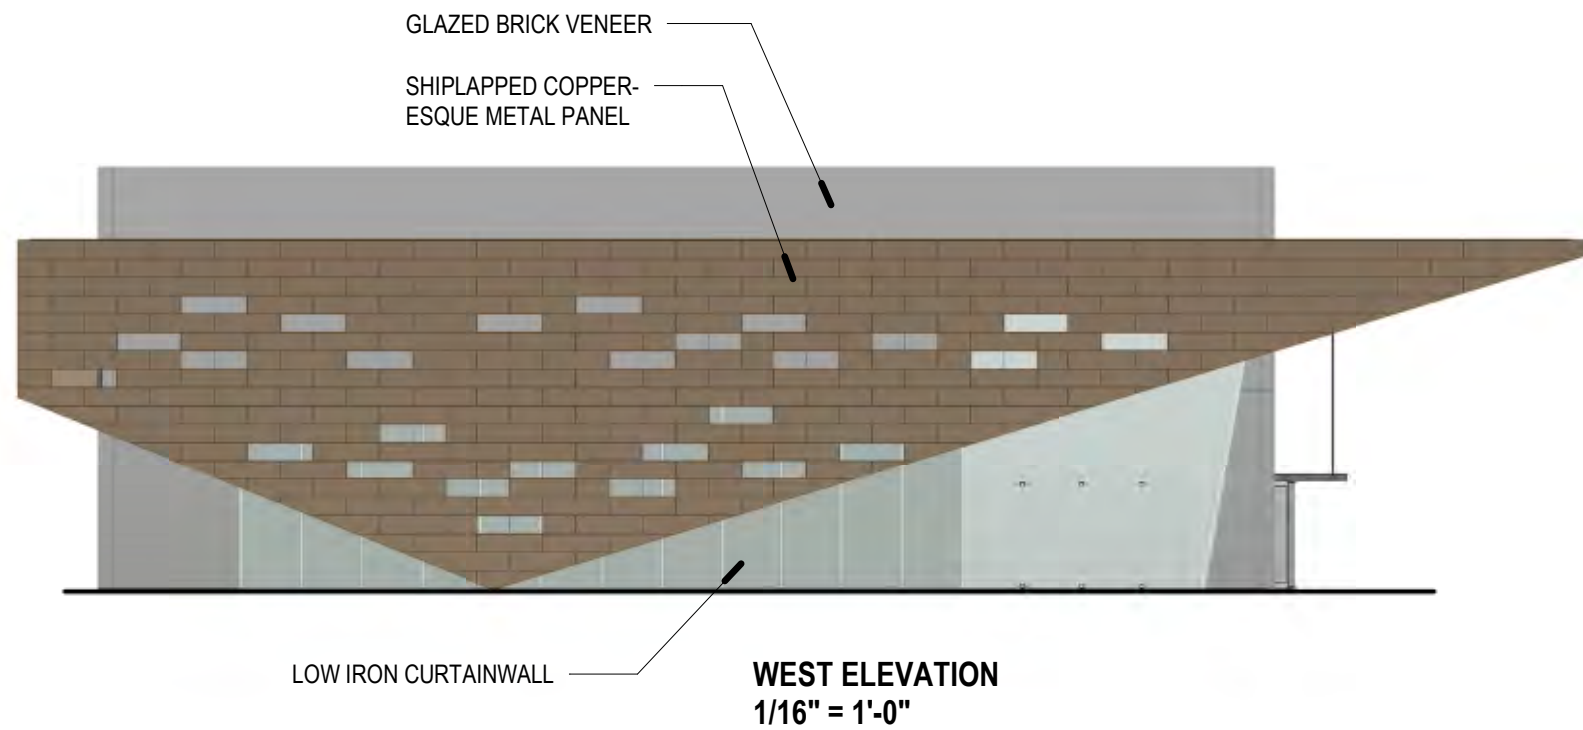 GLAZED BRICK VENEER
SHIPLAPPED COPPER-
ESQUE METAL PANEL
LOW IRON CURTAINWALL
WEST ELEVATION
1/16" = 1'-0"